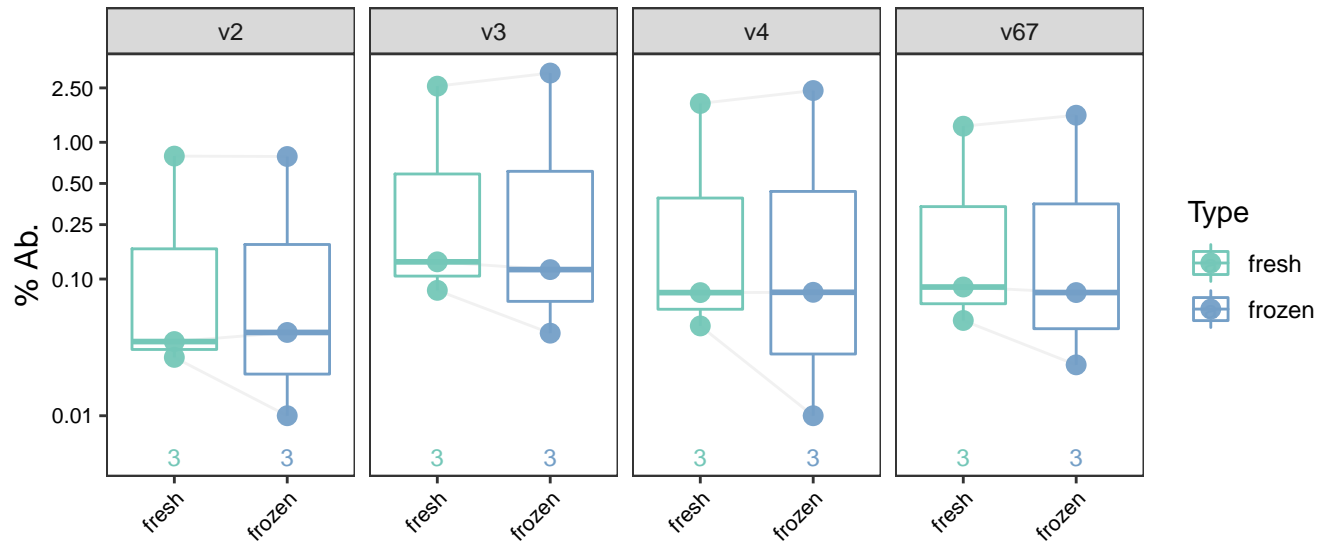 v2 v3 v4 v67
% Ab.
2.50
1.00
0.50
0.25
0.10
0.01
3 3 3 3 3 3 3 3
fresh frozen fresh frozen fresh frozen fresh frozen
Type
fresh
frozen